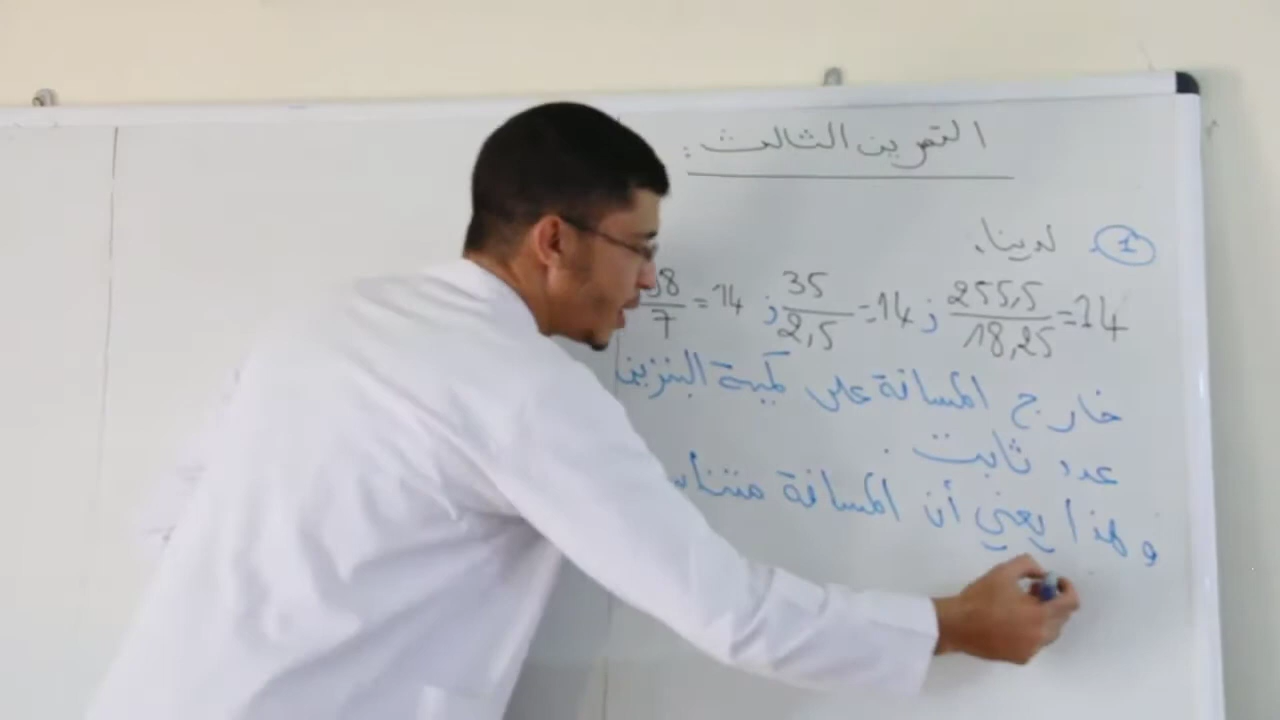 التمرين الثالث :
1 لدينا،
255,5/18,25 = 14 ; 35/2,5 = 14 ; 8/7 = 14
خارج المسافة على كمية البنزين
عدد ثابت .
وهذا يعني أن المسافة